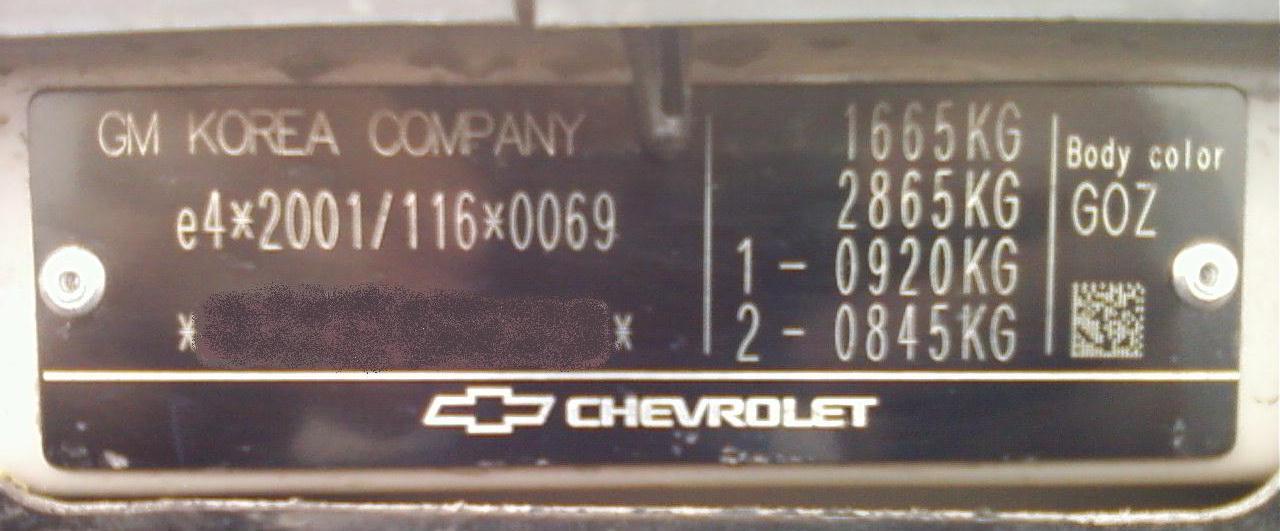 GM KOREA COMPANY
e4*2001/116*0069
* *
1665KG
2865KG
1 - 0920KG
2 - 0845KG
Body color
GOZ
CHEVROLET